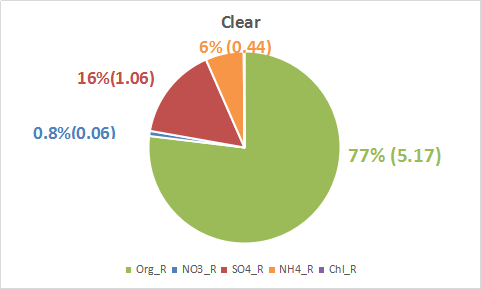 Clear
6% (0.44)
16%(1.06)
0.8%(0.06)
77% (5.17)
Org_R NO3_R SO4_R NH4_R Chl_R